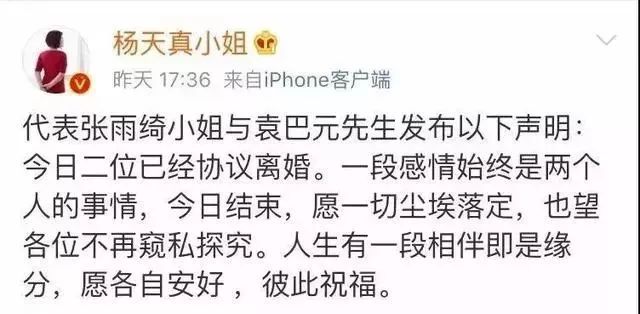 杨天真小姐
昨天 17:36 来自iPhone客户端
代表张雨绮小姐与袁巴元先生发布以下声明：
今日二位已经协议离婚。一段感情始终是两个
人的事情，今日结束，愿一切尘埃落定，也望
各位不再窥私探究。人生有一段相伴即是缘
分，愿各自安好，彼此祝福。